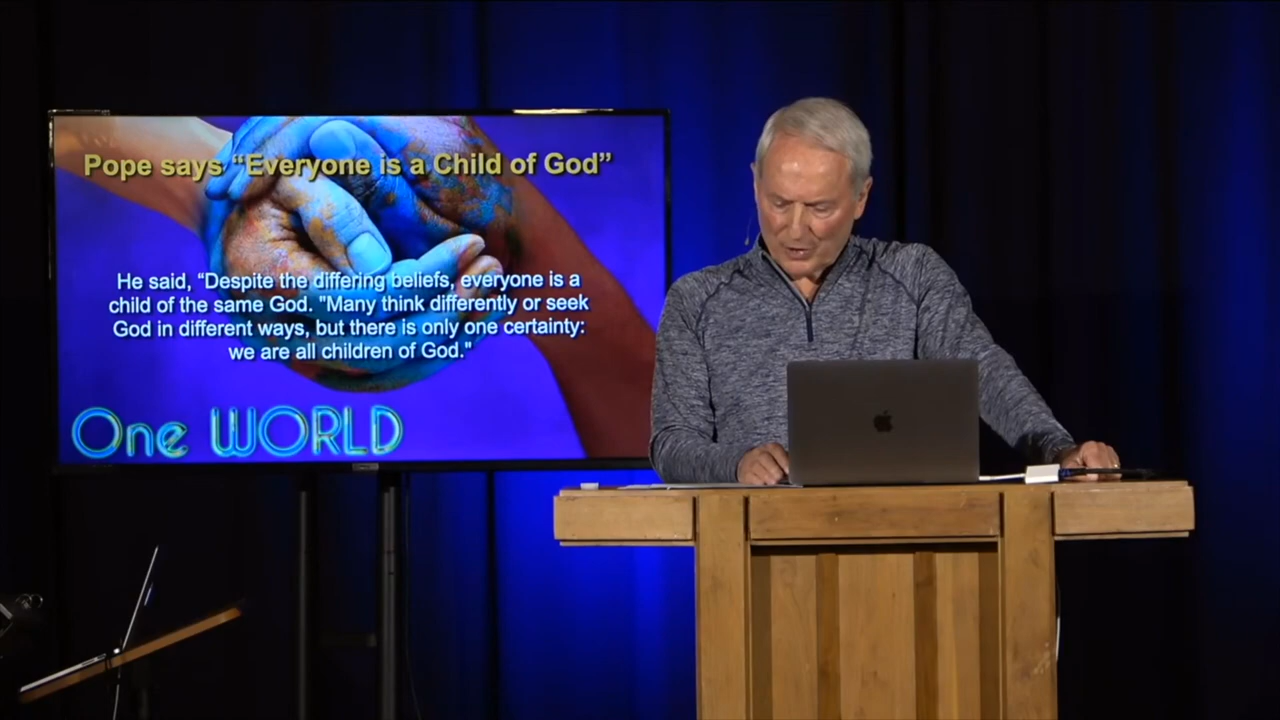 Pope says “Everyone is a Child of God”
He said, “Despite the differing beliefs, everyone is a
child of the same God. "Many think differently or seek
God in different ways, but there is only one certainty:
we are all children of God."
One WORLD